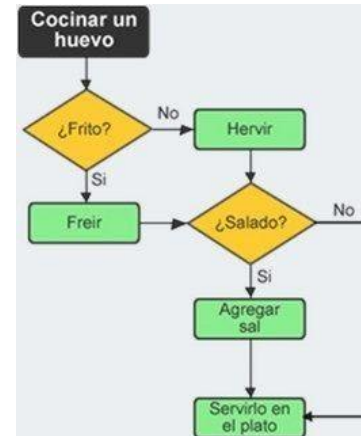 Cocinar un
huevo
¿Frito?
No
Hervir
Si
Freir
¿Salado?
No
Si
Agregar
sal
Servirlo en
el plato